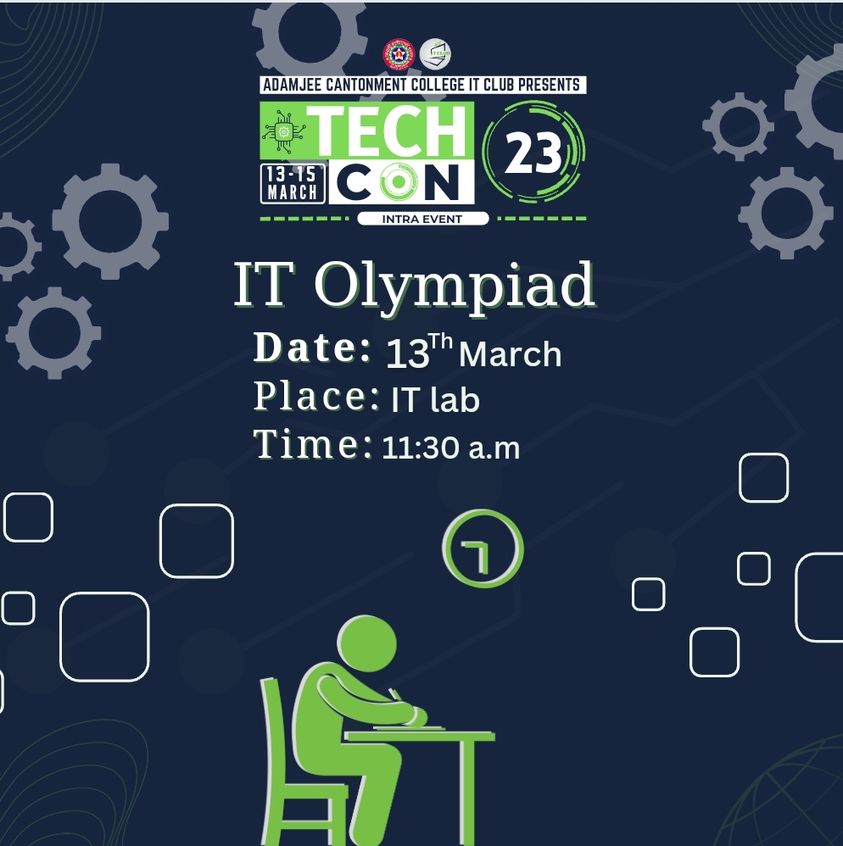 ADAMJEE CANTONMENT COLLEGE IT CLUB PRESENTS
TECH
13-15
MARCH
CON
23
INTRA EVENT
IT Olympiad
Date: 13Th March
Place: IT lab
Time: 11:30 a.m